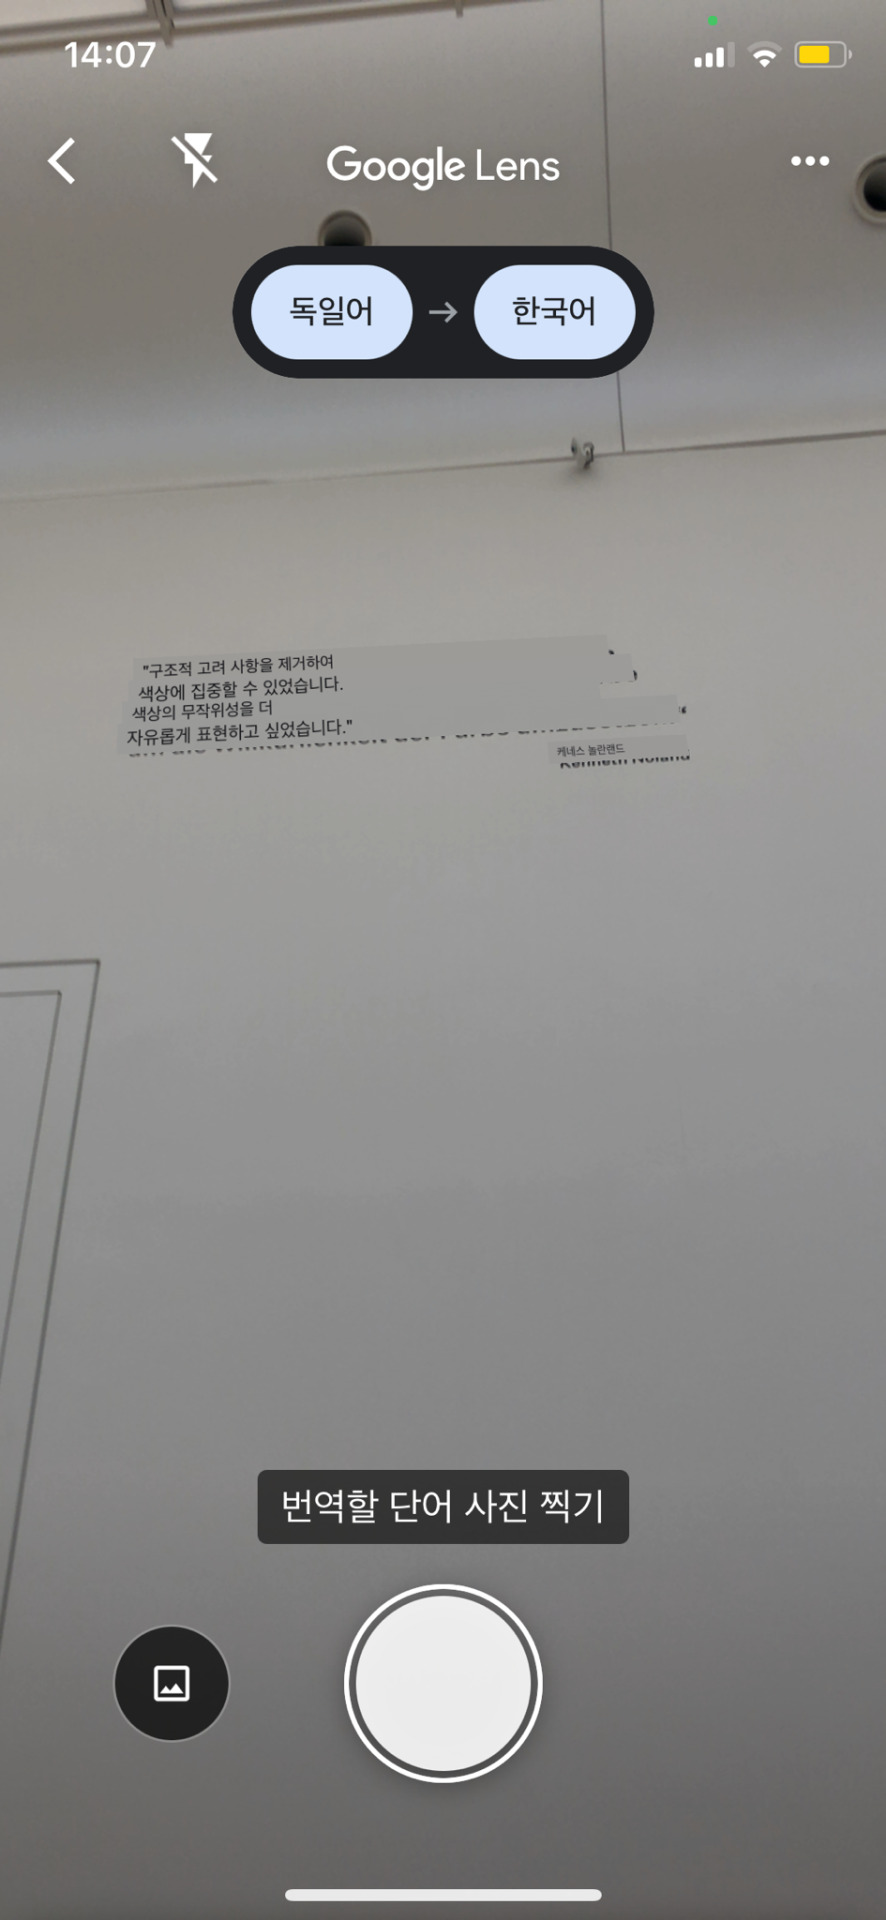 14:07
Google Lens
독일어 → 한국어
"구조적 고려 사항을 제거하여
색상에 집중할 수 있었습니다.
색상의 무작위성을 더
자유롭게 표현하고 싶었습니다."
케네스 놀란랜드
Kenneth Noland
번역할 단어 사진 찍기